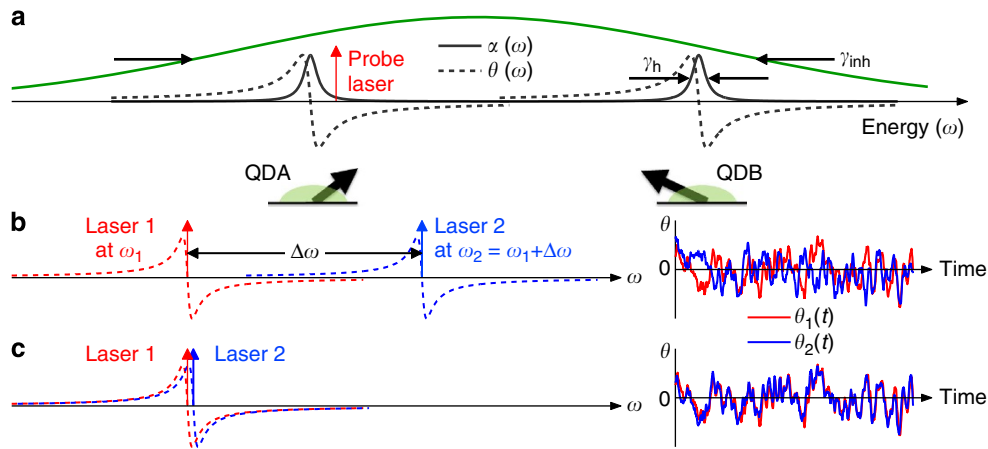 a
α (ω)
θ (ω)
Probe
laser
γh
γinh
Energy (ω)
QDA
QDB
b
Laser 1
at ω1
Δω
Laser 2
at ω2 = ω1+Δω
ω
θ
0
Time
θ1(t)
θ2(t)
c
Laser 1
Laser 2
ω
θ
0
Time